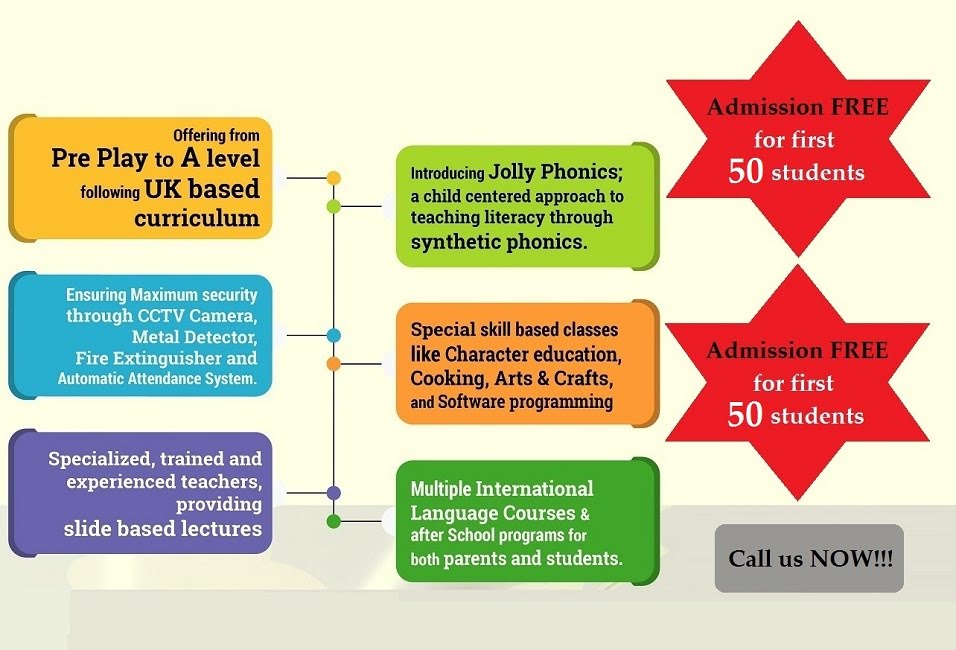 Offering from
Pre Play to A level
following UK based
curriculum
Introducing Jolly Phonics;
a child centered approach to
teaching literacy through
synthetic phonics.
Ensuring Maximum security
through CCTV Camera,
Metal Detector,
Fire Extinguisher and
Automatic Attendance System.
Special skill based classes
like Character education,
Cooking, Arts & Crafts,
and Software programming
Specialized, trained and
experienced teachers,
providing
slide based lectures
Multiple International
Language Courses &
after School programs for
both parents and students.
Admission FREE
for first
50 students
Admission FREE
for first
50 students
Call us NOW!!!